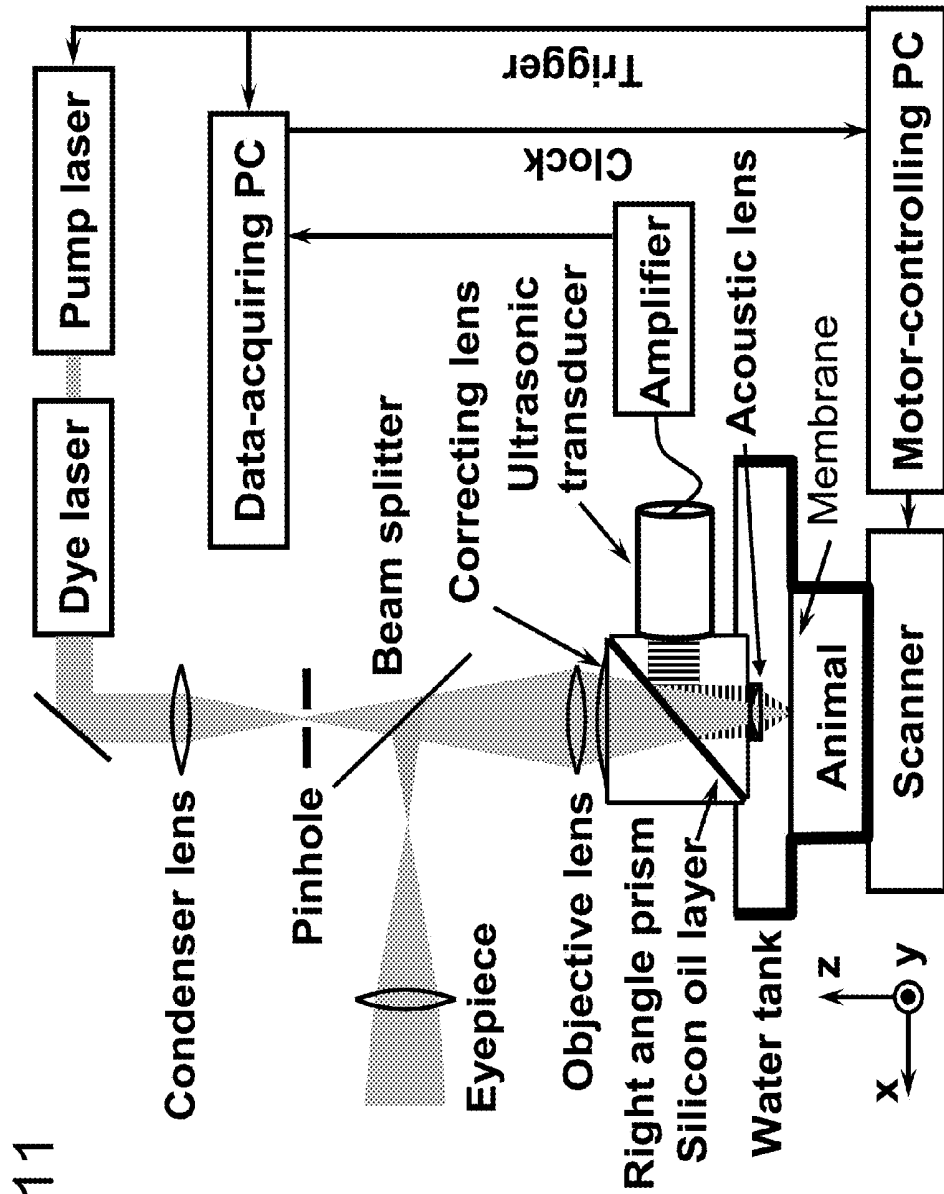 11
Dye laser
Pump laser
Condenser lens
Data-acquiring PC
Trigger
Clock
Pinhole
Beam splitter
Eyepiece
Correcting lens
Ultrasonic
transducer
Amplifier
Objective lens
Right angle prism
Silicon oil layer
Acoustic lens
Membrane
Water tank
Animal
Motor-controlling PC
Scanner
z
x
y